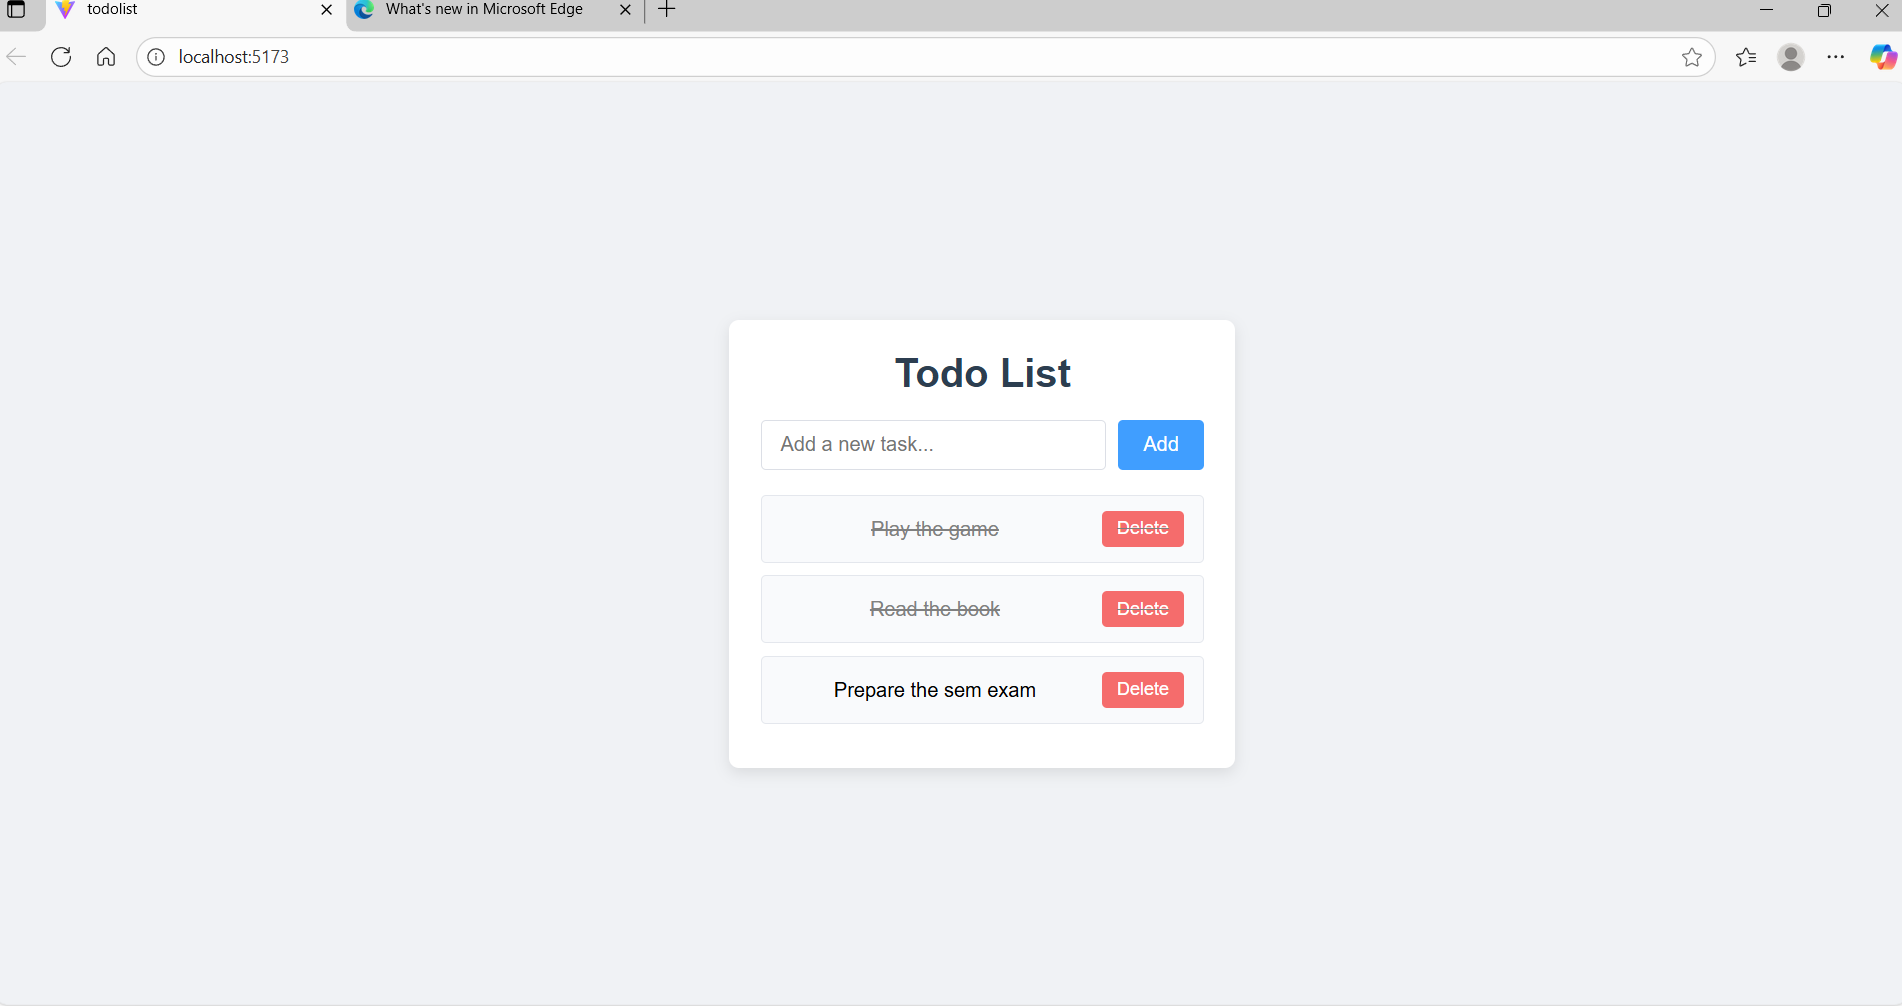 todolist
What's new in Microsoft Edge
localhost:5173
Todo List
Add a new task...
Add
Play the game
Delete
Read the book
Delete
Prepare the sem exam
Delete